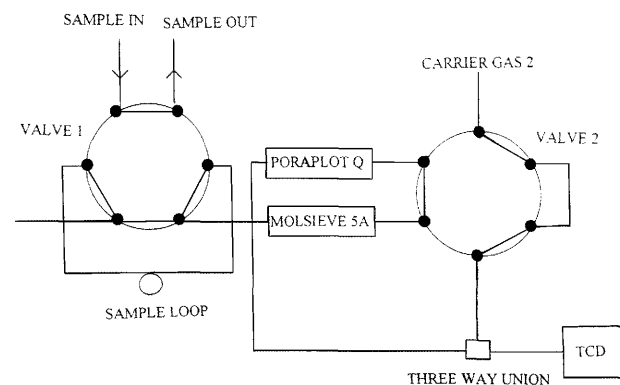 SAMPLE IN
SAMPLE OUT
CARRIER GAS 2
VALVE 1
VALVE 2
PORAPLOT Q
MOLSIEVE 5A
SAMPLE LOOP
TCD
THREE WAY UNION